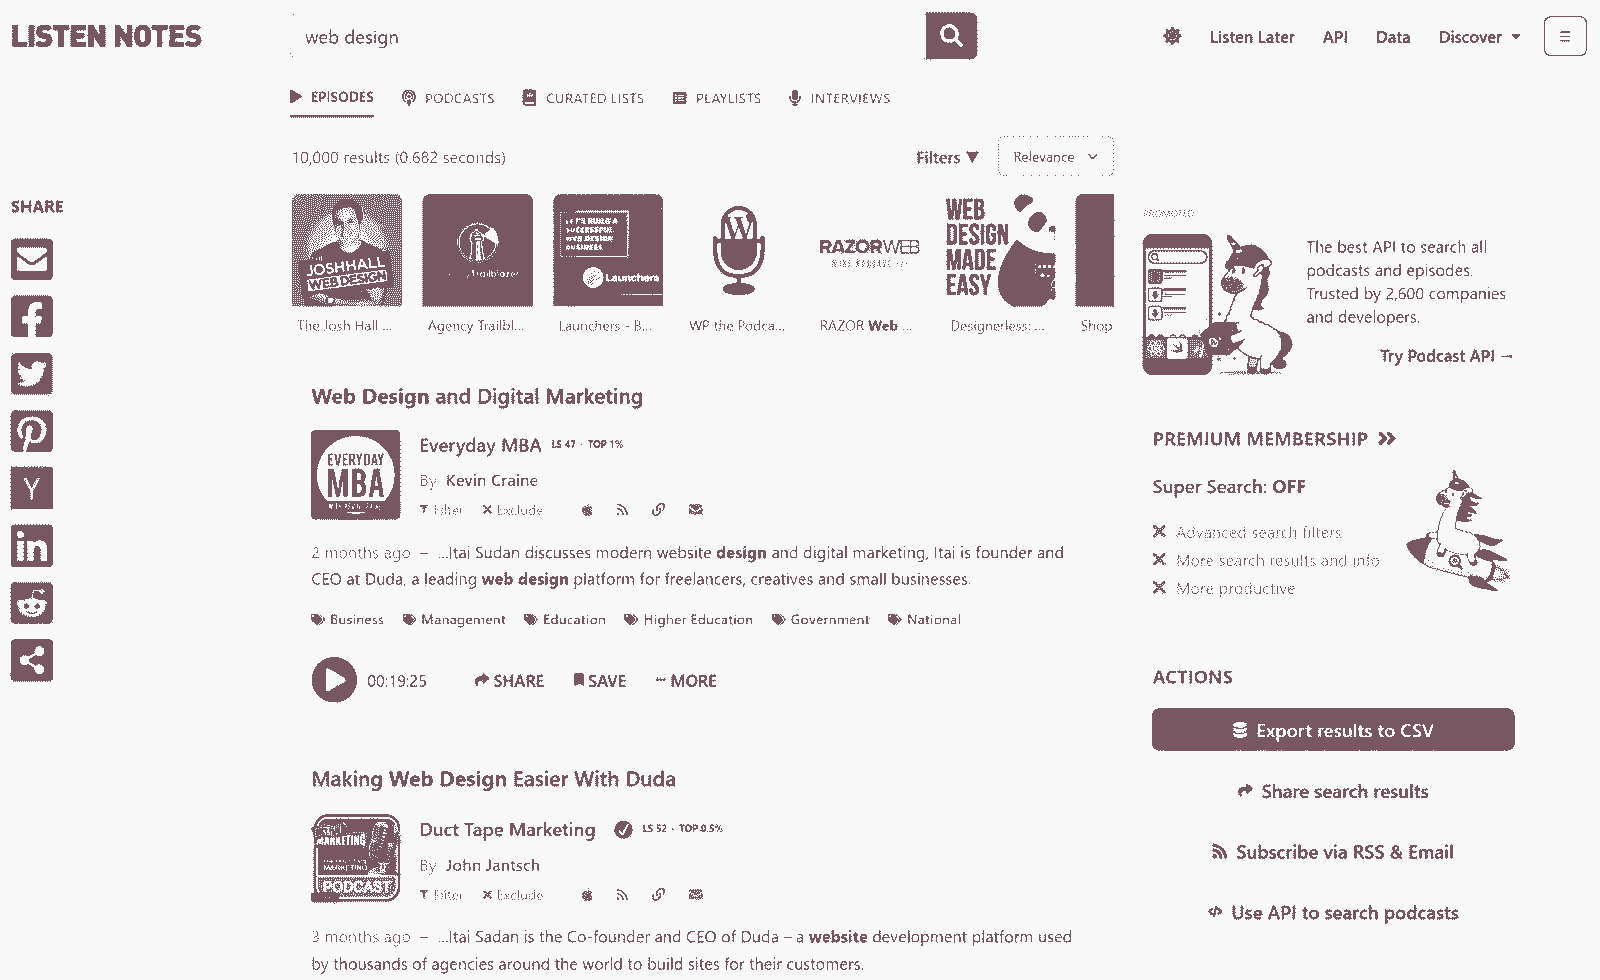 LISTEN NOTES
web design
Listen Later
API
Data
Discover
EPISODES
PODCASTS
CURATED LISTS
PLAYLISTS
INTERVIEWS
10,000 results (0.682 seconds)
Filters ▼
Relevance
SHARE
JOSHHALL
WEB DESIGN
Trailblaze
LET'S BUILD A
SUCCESSFUL
WEB DESIGN
BUSINESS
Launchers
RAZORWEB
WEB
DESIGN
MADE
EASY
The Josh Hall ...
Agency Trailbl...
Launchers - B...
WP the Podca...
RAZOR Web ...
Designerless: ...
Shop
PROMOTED
The best API to search all
podcasts and episodes.
Trusted by 2,600 companies
and developers.
Try Podcast API →
Web Design and Digital Marketing
EVERYDAY
MBA
Everyday MBA LS 47 · TOP 1%
By Kevin Craine
Filter
Exclude
2 months ago – ...Itai Sudan discusses modern website design and digital marketing, Itai is founder and
CEO at Duda, a leading web design platform for freelancers, creatives and small businesses.
Business
Management
Education
Higher Education
Government
National
00:19:25
SHARE
SAVE
MORE
PREMIUM MEMBERSHIP
Super Search: OFF
Advanced search filters
More search results and info
More productive
ACTIONS
Export results to CSV
Share search results
Subscribe via RSS & Email
Use API to search podcasts
Making Web Design Easier With Duda
MARKETING
PODCAST
Duct Tape Marketing LS 52 · TOP 0.5%
By John Jantsch
Filter
Exclude
3 months ago – ...Itai Sadan is the Co-founder and CEO of Duda – a website development platform used
by thousands of agencies around the world to build sites for their customers.